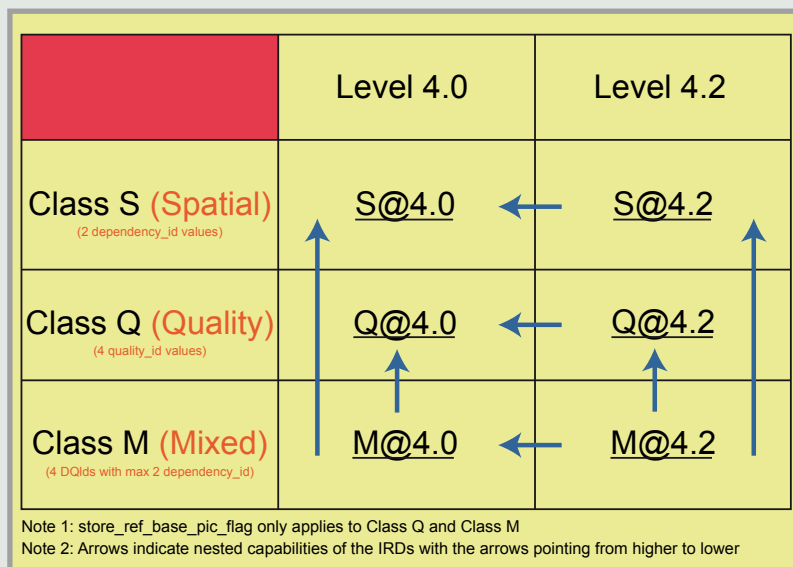 Level 4.0 Level 4.2
Class S (Spatial) S@4.0 S@4.2
(2 dependency_id values)
Class Q (Quality) Q@4.0 Q@4.2
(4 quality_id values)
Class M (Mixed) M@4.0 M@4.2
(4 DQIds with max 2 dependency_id)
Note 1: store_ref_base_pic_flag only applies to Class Q and Class M
Note 2: Arrows indicate nested capabilities of the IRDs with the arrows pointing from higher to lower